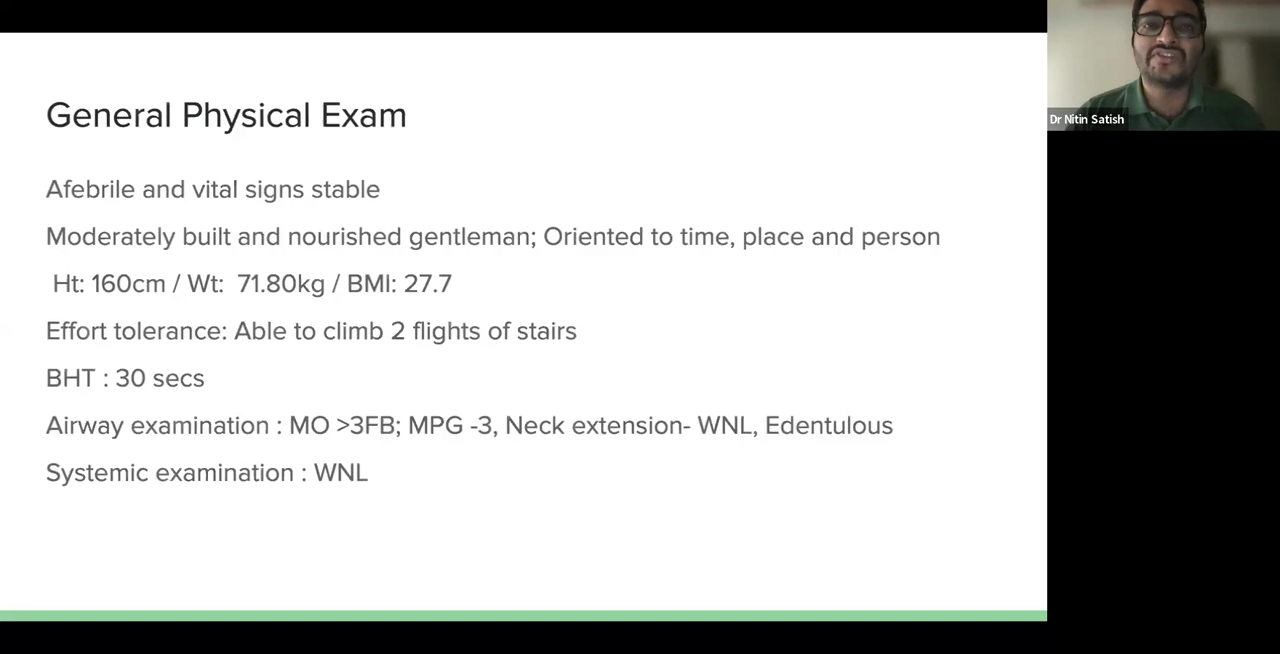 General Physical Exam
Afebrile and vital signs stable
Moderately built and nourished gentleman; Oriented to time, place and person
Ht: 160cm / Wt:  71.80kg / BMI: 27.7
Effort tolerance: Able to climb 2 flights of stairs
BHT : 30 secs
Airway examination : MO >3FB; MPG -3, Neck extension- WNL, Edentulous
Systemic examination : WNL
Dr Nitin Satish